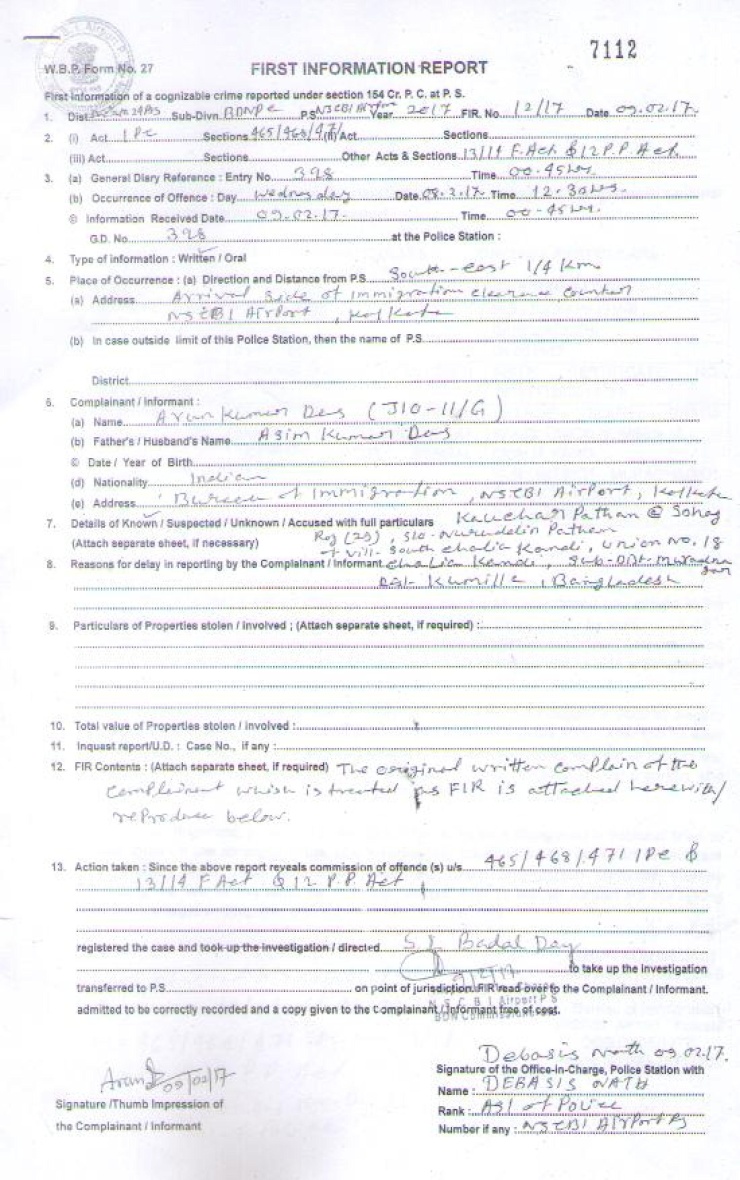 7112
W.B.P. Form No. 27
FIRST INFORMATION REPORT
First Information of a cognizable crime reported under section 154 Cr. P. C. at P. S.
1. Dist. Sub-Divn. BDNPC P.S. NSCBI Airport Year 2017 FIR. No. 12/17 Date 09.02.17.
2. (i) Act IPC Sections 465/468/471 (ii) Act Sections
(iii) Act Sections Other Acts & Sections 13/14 F. Act & 12 P.P Act
3. (a) General Diary Reference : Entry No. 398 Time 00-45 hrs.
(b) Occurrence of Offence : Day Wednesday Date 08.2.17. Time 12-30 hrs.
© Information Received Date 09.02.17. Time 00-45 hrs.
G.D. No. 398 at the Police Station :
4. Type of information : Written / Oral
5. Place of Occurrence : (a) Direction and Distance from P.S. South-east 1/4 Km
(a) Address Arrival side of Immigration clearance counter
NSCBI Airport, Kolkata
(b) In case outside limit of this Police Station, then the name of P.S.
District
6. Complainant / Informant :
(a) Name Arun Kumar Das (JIO-II/G)
(b) Father's / Husband's Name Asim Kumar Das
© Date / Year of Birth
(d) Nationality Indian
(e) Address Bureau of Immigration, NSCBI Airport, Kolkata
7. Details of Known / Suspected / Unknown / Accused with full particulars Kauchar Pathan @ Sohag
(Attach separate sheet, if necessary) Roj (29), S/o- Nuruddin Pathan
of Vill- South Chalia Kandi, Union No. 18
8. Reasons for delay in reporting by the Complainant / Informant Chalia Kandi, Sub-Dist-
Dist- Kumilla, Bangladesh
9. Particulars of Properties stolen / involved ; (Attach separate sheet, if required) :
10. Total value of Properties stolen / involved :
11. Inquest report/U.D. : Case No., if any :
12. FIR Contents : (Attach separate sheet, if required) The original written complain of the
complainant which is treated as FIR is attached herewith/
reproduce below.
13. Action taken : Since the above report reveals commission of offence (s) u/s. 465/468/471 IPC &
13/14 F Act & 12 P.P. Act
registered the case and took up the investigation / directed S.I. Badal Dey
to take up the investigation
transferred to P.S. on point of jurisdiction. FIR read over to the Complainant / Informant.
N S C B I Airport P S
admitted to be correctly recorded and a copy given to the Complainant / Informant free of cost.
Debasis Nath 09.02.17.
Arun 09/02/17
Signature of the Office-in-Charge, Police Station with
Name : DEBASIS NATH
Signature /Thumb Impression of
Rank : ASI of Police
the Complainant / Informant
Number if any : NSCBI AIRPORT PS